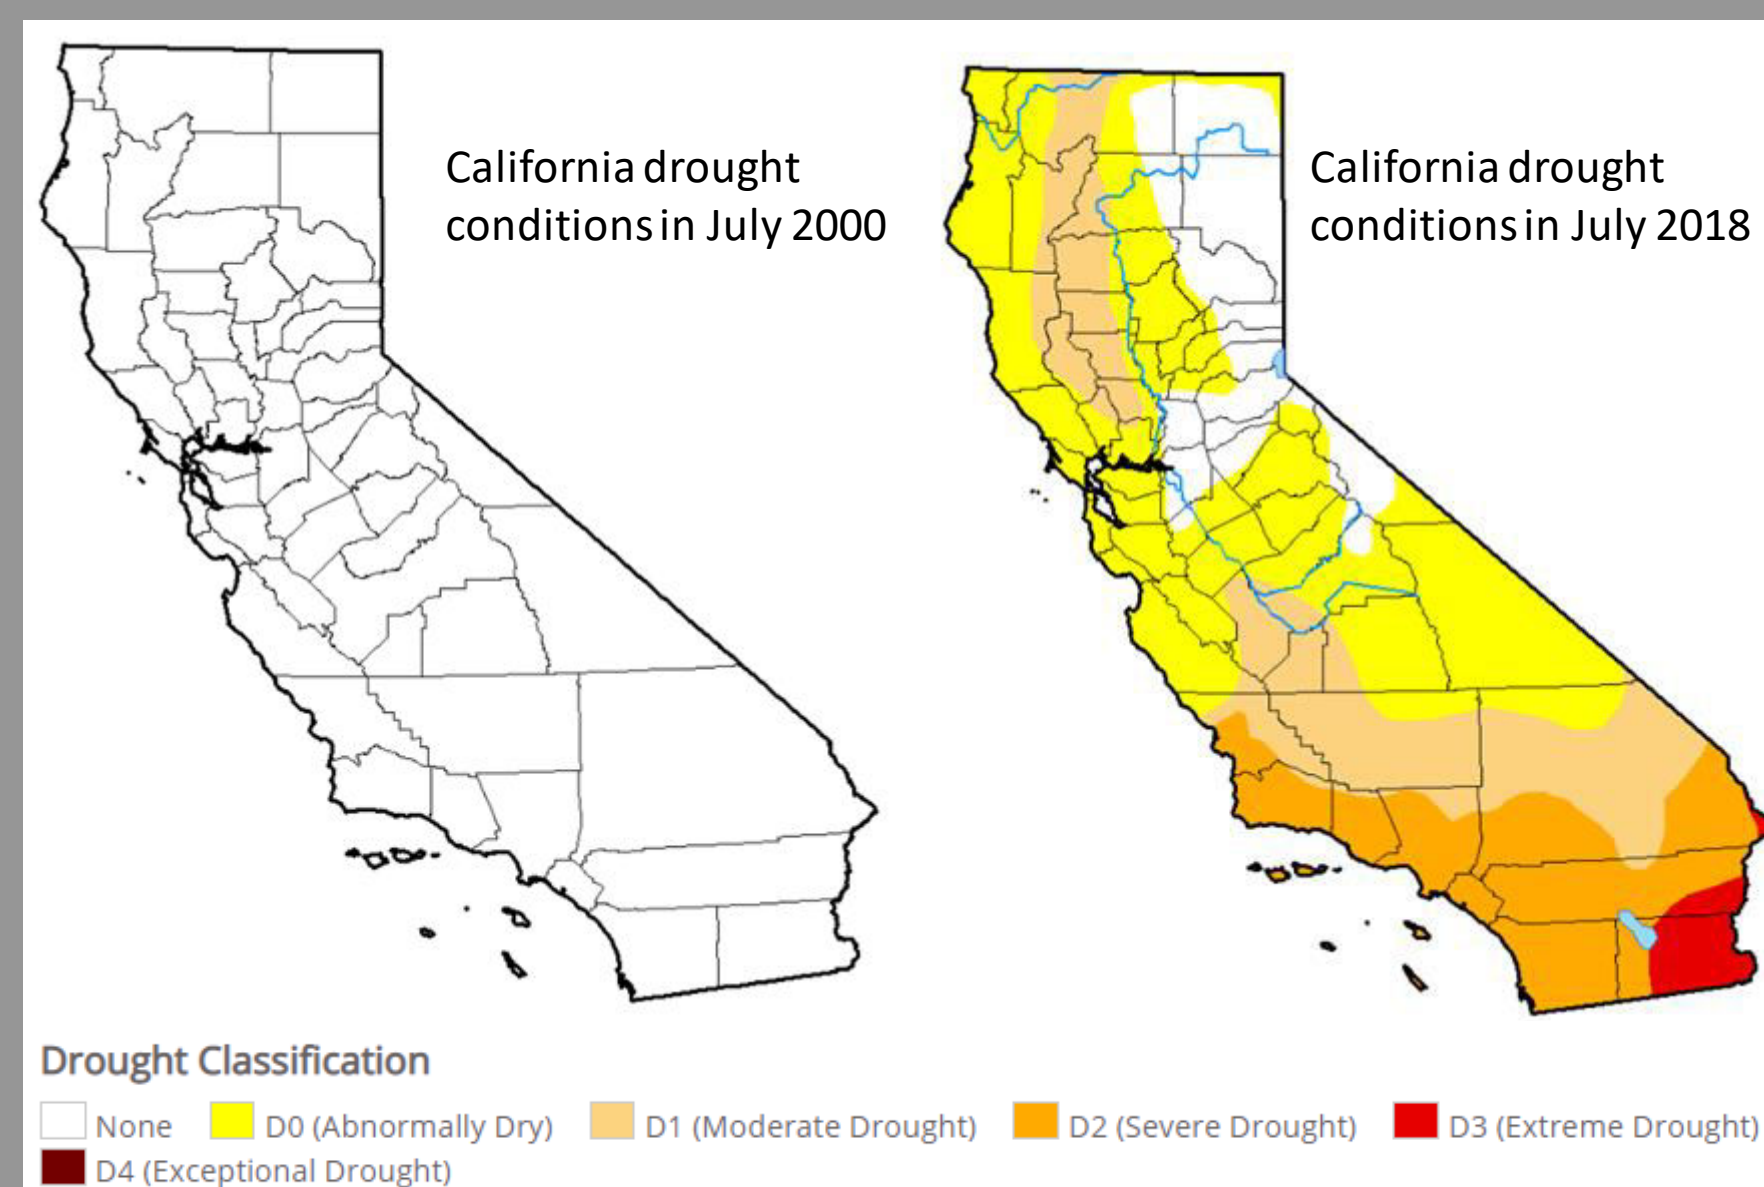 California drought
conditions in July 2000
California drought
conditions in July 2018
Drought Classification
None
D0 (Abnormally Dry)
D1 (Moderate Drought)
D2 (Severe Drought)
D3 (Extreme Drought)
D4 (Exceptional Drought)